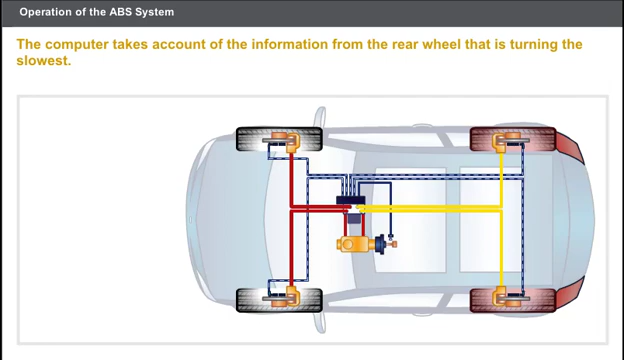 Operation of the ABS System
The computer takes account of the information from the rear wheel that is turning the
slowest.